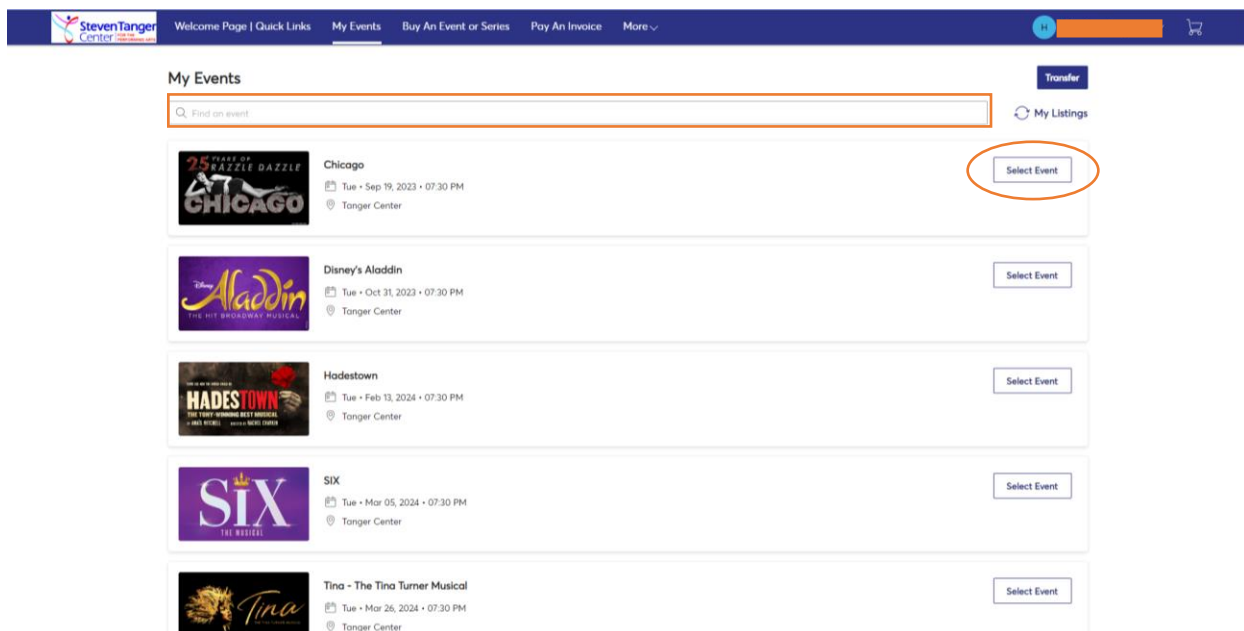 StevenTanger
Center FOR THE PERFORMING ARTS
Welcome Page | Quick Links
My Events
Buy An Event or Series
Pay An Invoice
More
H
My Events
Transfer
Find an event
My Listings
25 YEARS OF
RAZZLE DAZZLE
CHICAGO
Chicago
Tue • Sep 19, 2023 • 07:30 PM
Tanger Center
Select Event
Disney
Aladdin
THE HIT BROADWAY MUSICAL
Disney's Aladdin
Tue • Oct 31, 2023 • 07:30 PM
Tanger Center
Select Event
HADESTOWN
THE TONY-WINNING BEST MUSICAL
Hadestown
Tue • Feb 13, 2024 • 07:30 PM
Tanger Center
Select Event
SIX
THE MUSICAL
SIX
Tue • Mar 05, 2024 • 07:30 PM
Tanger Center
Select Event
Tina
Tina - The Tina Turner Musical
Tue • Mar 26, 2024 • 07:30 PM
Tanger Center
Select Event